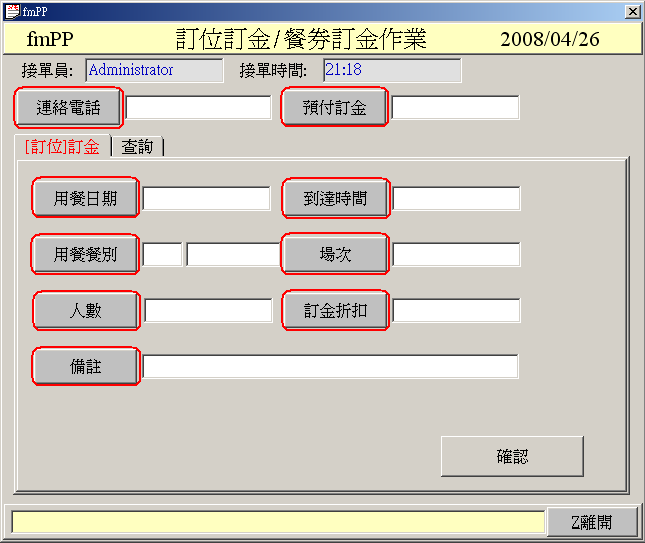 fmPP
fmPP 訂位訂金/餐券訂金作業 2008/04/26
接單員: Administrator 接單時間: 21:18
連絡電話 預付訂金
[訂位]訂金 查詢
用餐日期 到達時間
用餐餐別 場次
人數 訂金折扣
備註
確認
Z離開